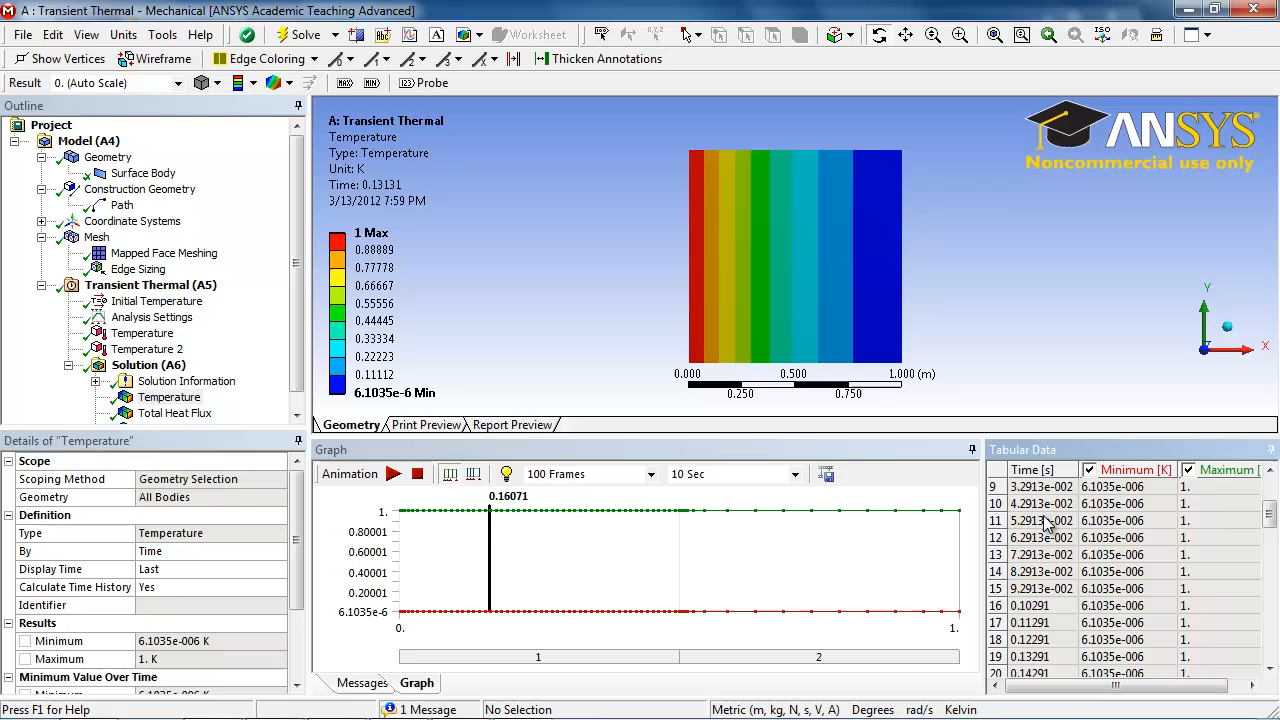 A : Transient Thermal - Mechanical [ANSYS Academic Teaching Advanced]
File Edit View Units Tools Help Solve Worksheet
Show Vertices Wireframe Edge Coloring Thicken Annotations
Result 0. (Auto Scale) MAX MIN 123 Probe
Outline
Project
Model (A4)
Geometry
Surface Body
Construction Geometry
Path
Coordinate Systems
Mesh
Mapped Face Meshing
Edge Sizing
Transient Thermal (A5)
Initial Temperature
Analysis Settings
Temperature
Temperature 2
Solution (A6)
Solution Information
Temperature
Total Heat Flux
A: Transient Thermal
Temperature
Type: Temperature
Unit: K
Time: 0.13131
3/13/2012 7:59 PM
1 Max
0.88889
0.77778
0.66667
0.55556
0.44445
0.33334
0.22223
0.11112
6.1035e-6 Min
ANSYS
Noncommercial use only
Y
X
0.000 0.500 1.000 (m)
0.250 0.750
Geometry Print Preview Report Preview
Details of "Temperature"
Scope
Scoping Method Geometry Selection
Geometry All Bodies
Definition
Type Temperature
By Time
Display Time Last
Calculate Time History Yes
Identifier
Results
Minimum 6.1035e-006 K
Maximum 1. K
Minimum Value Over Time
Graph
Animation 100 Frames 10 Sec
0.16071
1.
0.80001
0.60001
0.40001
0.20001
6.1035e-6
0. 1.
1 2
Messages Graph
Tabular Data
Time [s] Minimum [K] Maximum [
9 3.2913e-002 6.1035e-006 1.
10 4.2913e-002 6.1035e-006 1.
11 5.2913e-002 6.1035e-006 1.
12 6.2913e-002 6.1035e-006 1.
13 7.2913e-002 6.1035e-006 1.
14 8.2913e-002 6.1035e-006 1.
15 9.2913e-002 6.1035e-006 1.
16 0.10291 6.1035e-006 1.
17 0.11291 6.1035e-006 1.
18 0.12291 6.1035e-006 1.
19 0.13291 6.1035e-006 1.
20 0.14291 6.1035e-006 1.
Press F1 for Help 1 Message No Selection Metric (m, kg, N, s, V, A) Degrees rad/s Kelvin